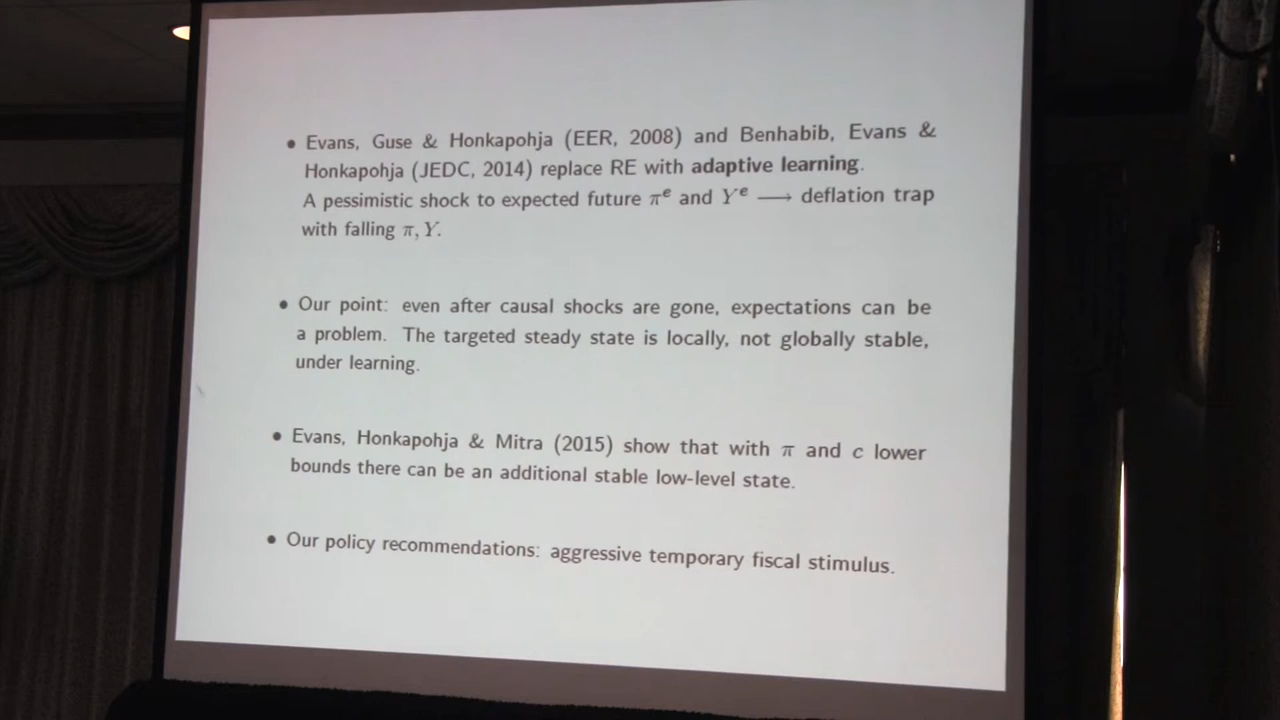 • Evans, Guse & Honkapohja (EER, 2008) and Benhabib, Evans &
Honkapohja (JEDC, 2014) replace RE with adaptive learning.
A pessimistic shock to expected future πᵉ and Yᵉ ⟶ deflation trap
with falling π, Y.
• Our point: even after causal shocks are gone, expectations can be
a problem. The targeted steady state is locally, not globally stable,
under learning.
• Evans, Honkapohja & Mitra (2015) show that with π and c lower
bounds there can be an additional stable low-level state.
• Our policy recommendations: aggressive temporary fiscal stimulus.